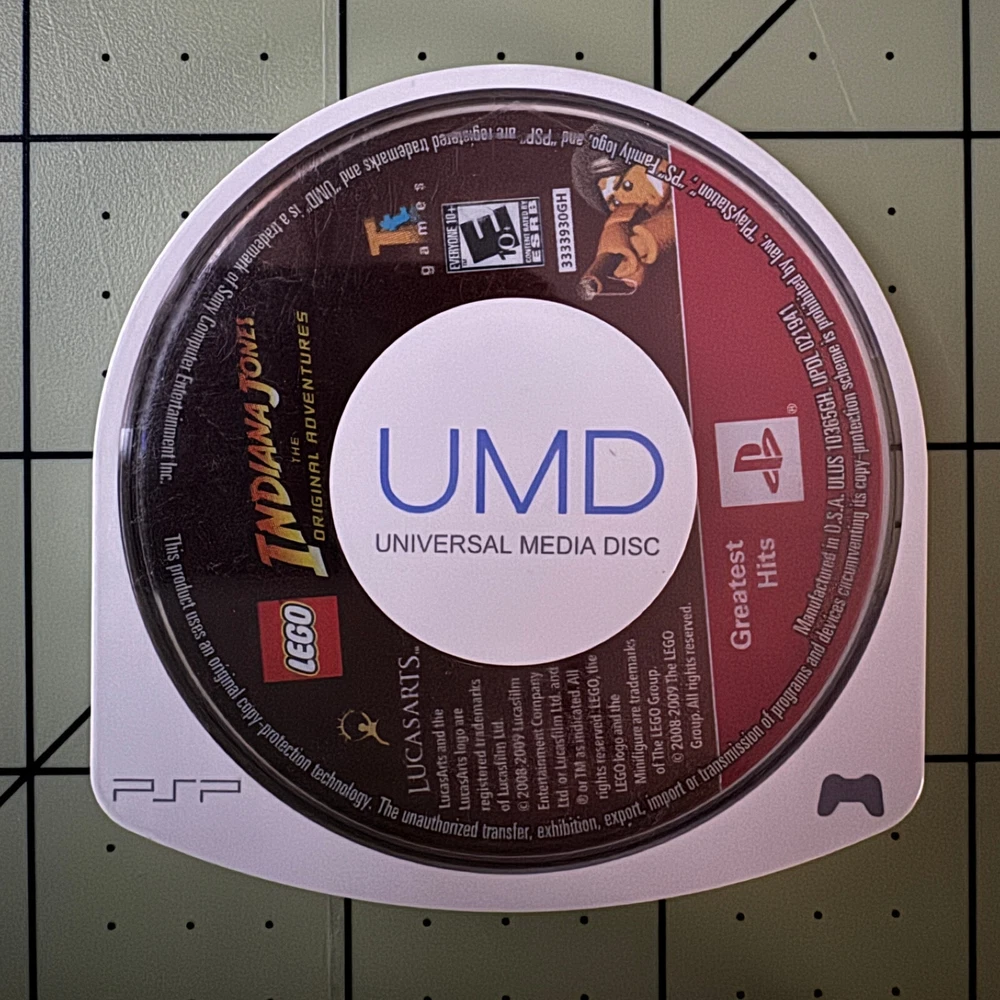 UMD
UNIVERSAL MEDIA DISC
PSP
LEGO
INDIANA JONES
THE
ORIGINAL ADVENTURES
Tt
games
EVERYONE 10+
E
10+
CONTENT RATED BY
ESRB
3333930GH
LUCASARTS™
LucasArts and the
LucasArts logo are
registered trademarks
of Lucasfilm Ltd.
© 2008-2009 Lucasfilm
Entertainment Company
Ltd or Lucasfilm Ltd. and
® or TM as indicated. All
rights reserved. LEGO, the
LEGO logo and the
Minifigure are trademarks
of The LEGO Group.
© 2008-2009 The LEGO
Group. All rights reserved.
Greatest
Hits
®
"PlayStation", "PS" Family logo, and "PSP" are registered trademarks and "UMD" is a trademark of Sony Computer Entertainment Inc.
This product uses an original copy-protection technology. The unauthorized transfer, exhibition, export, import or transmission of programs and devices circumventing its copy-protection scheme is prohibited by law.
Manufactured in U.S.A. ULUS 10365GH. UPDL 021941